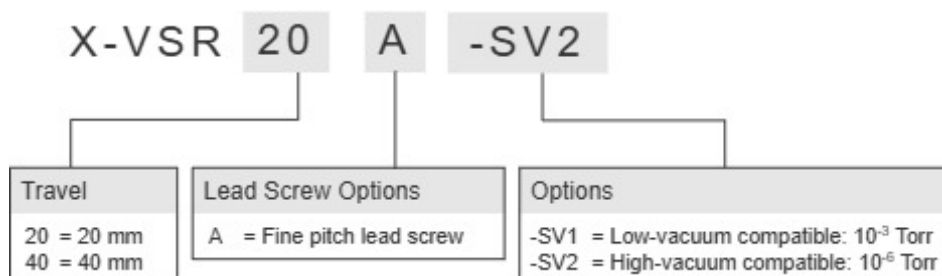 X-VSR 20 A -SV2
Travel
20 = 20 mm
40 = 40 mm
Lead Screw Options
A = Fine pitch lead screw
Options
-SV1 = Low-vacuum compatible: 10⁻³ Torr
-SV2 = High-vacuum compatible: 10⁻⁶ Torr